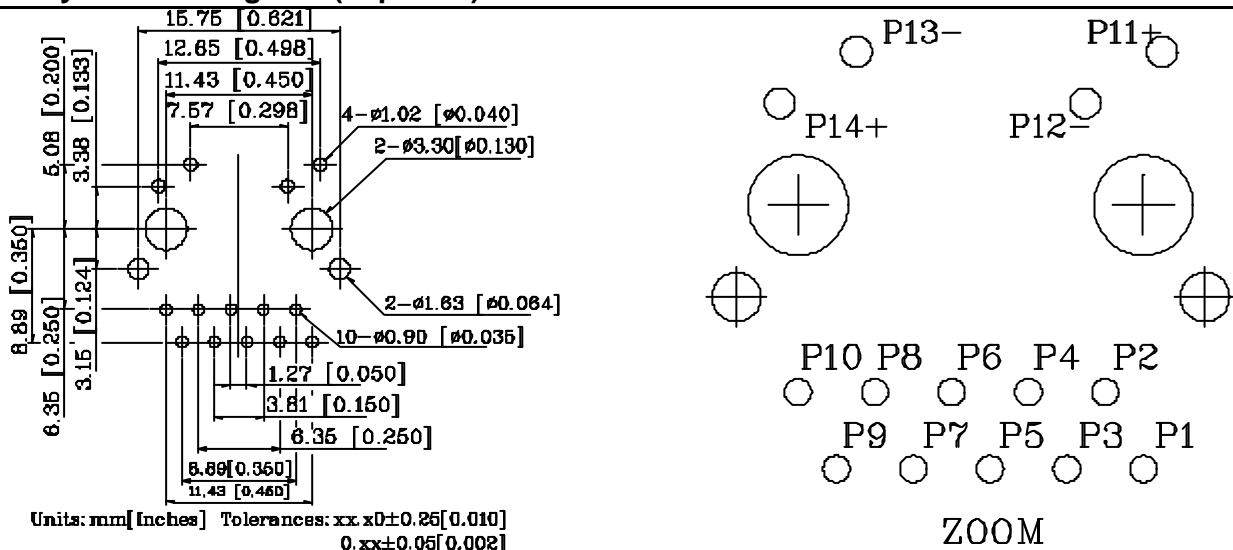 15.75 [0.621]
12.65 [0.498]
11.43 [0.450]
7.57 [0.298]
5.08 [0.200]
3.38 [0.133]
4-ø1.02 [ø0.040]
2-ø3.30[ø0.130]
8.89 [0.350]
6.35 [0.250]
3.15 [0.124]
2-ø1.63 [ø0.064]
10-ø0.90 [ø0.035]
1.27 [0.050]
3.81 [0.150]
6.35 [0.250]
8.89[0.350]
11.43 [0.450]
Units: mm[Inches] Tolerances: xx.x0±0.25[0.010]
0.xx±0.05[0.002]
P13- P11+
P14+ P12-
P10 P8 P6 P4 P2
P9 P7 P5 P3 P1
ZOOM